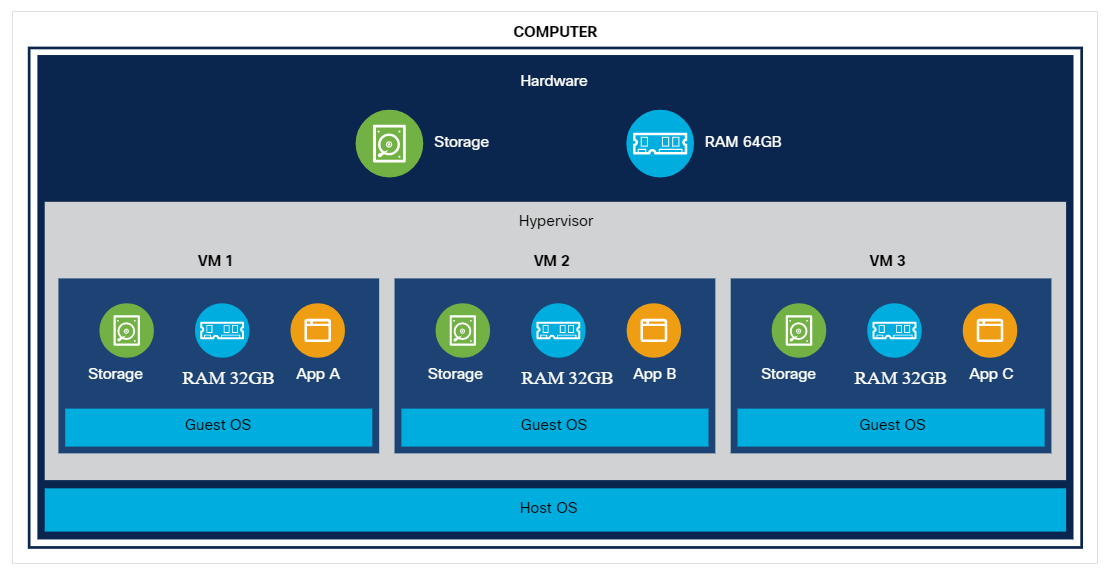 COMPUTER
Hardware
Storage
RAM 64GB
Hypervisor
VM 1
VM 2
VM 3
Storage
RAM 32GB
App A
Storage
RAM 32GB
App B
Storage
RAM 32GB
App C
Guest OS
Guest OS
Guest OS
Host OS